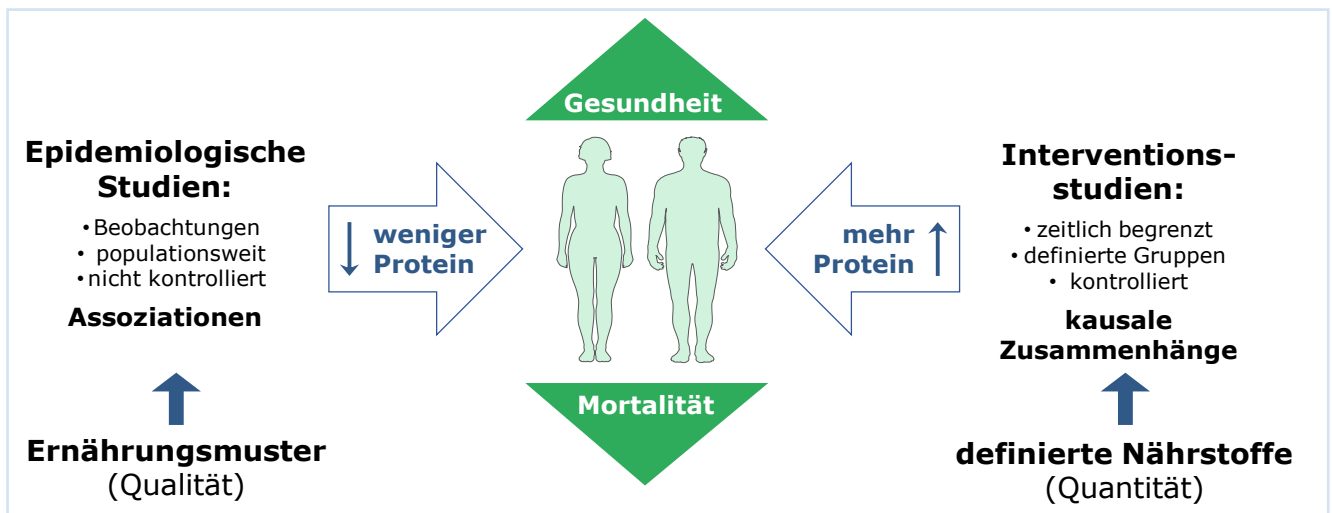 Epidemiologische
Studien:
• Beobachtungen
• populationsweit
• nicht kontrolliert
Assoziationen
Ernährungsmuster
(Qualität)
weniger
Protein
Gesundheit
Mortalität
mehr
Protein
Interventions-
studien:
• zeitlich begrenzt
• definierte Gruppen
• kontrolliert
kausale
Zusammenhänge
definierte Nährstoffe
(Quantität)